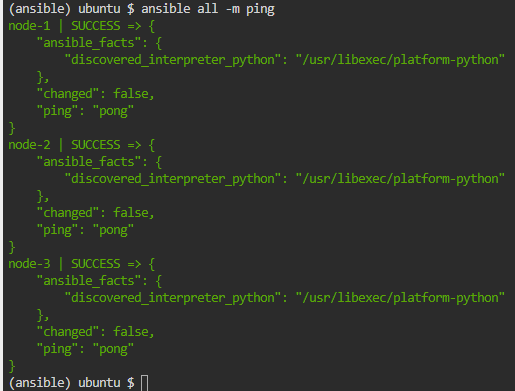 (ansible) ubuntu $ ansible all -m ping
node-1 | SUCCESS => {
    "ansible_facts": {
        "discovered_interpreter_python": "/usr/libexec/platform-python"
    },
    "changed": false,
    "ping": "pong"
}
node-2 | SUCCESS => {
    "ansible_facts": {
        "discovered_interpreter_python": "/usr/libexec/platform-python"
    },
    "changed": false,
    "ping": "pong"
}
node-3 | SUCCESS => {
    "ansible_facts": {
        "discovered_interpreter_python": "/usr/libexec/platform-python"
    },
    "changed": false,
    "ping": "pong"
}
(ansible) ubuntu $